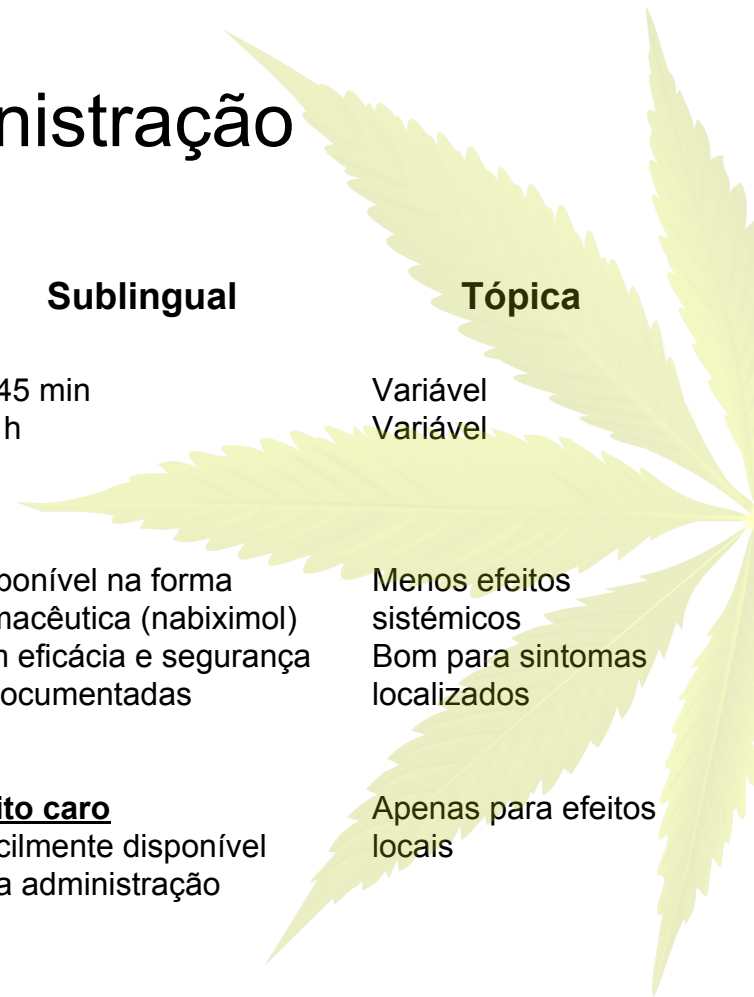 nistração
Sublingual
Tópica
45 min
h
Variável
Variável
ponível na forma
macêutica (nabiximol)
m eficácia e segurança
ocumentadas
Menos efeitos
sistémicos
Bom para sintomas
localizados
ito caro
cilmente disponível
a administração
Apenas para efeitos
locais